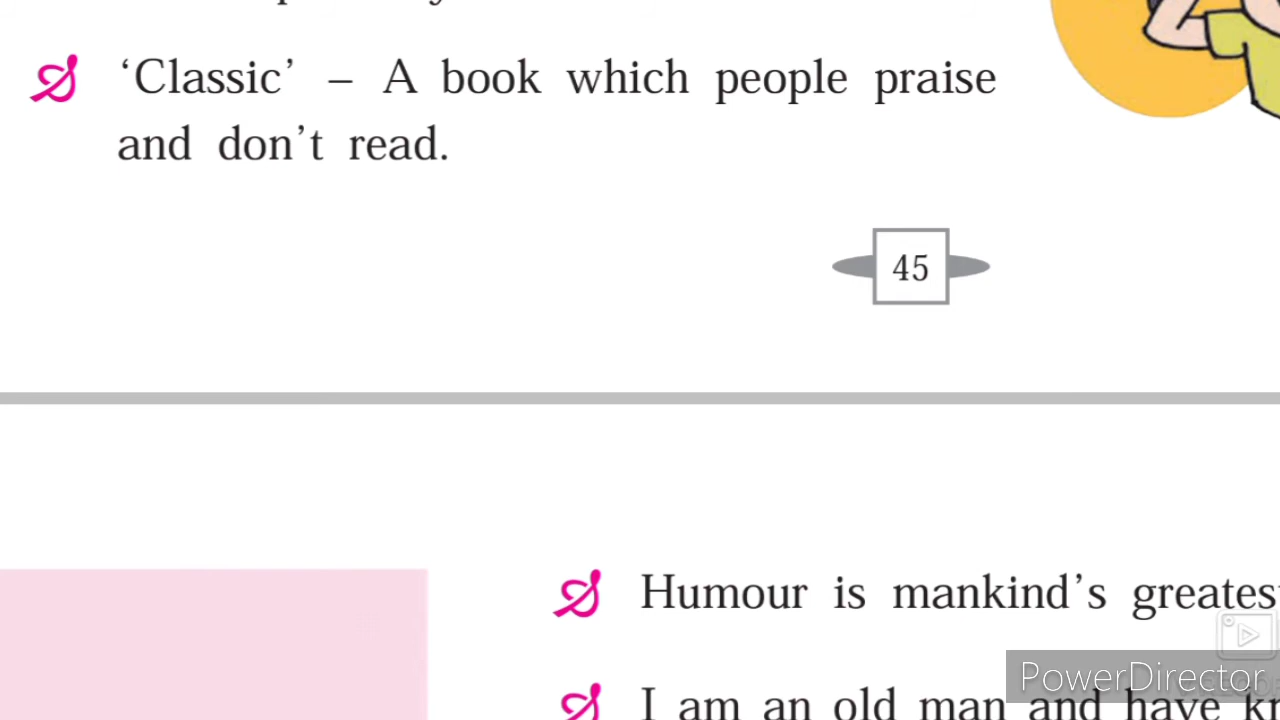 ‘Classic’ – A book which people praise
and don’t read.
45
Humour is mankind’s
PowerDirector
I am an old man and have